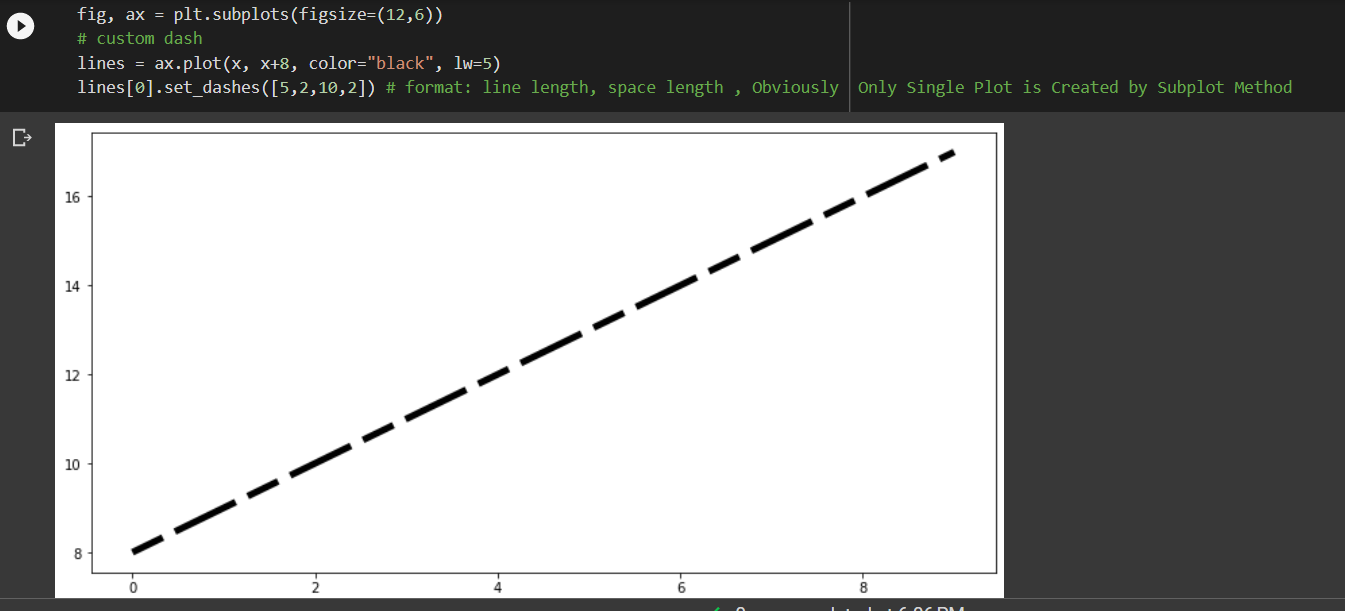 fig, ax = plt.subplots(figsize=(12,6))
# custom dash
lines = ax.plot(x, x+8, color="black", lw=5)
lines[0].set_dashes([5,2,10,2]) # format: line length, space length , Obviously Only Single Plot is Created by Subplot Method
16
14
12
10
8
0 2 4 6 8